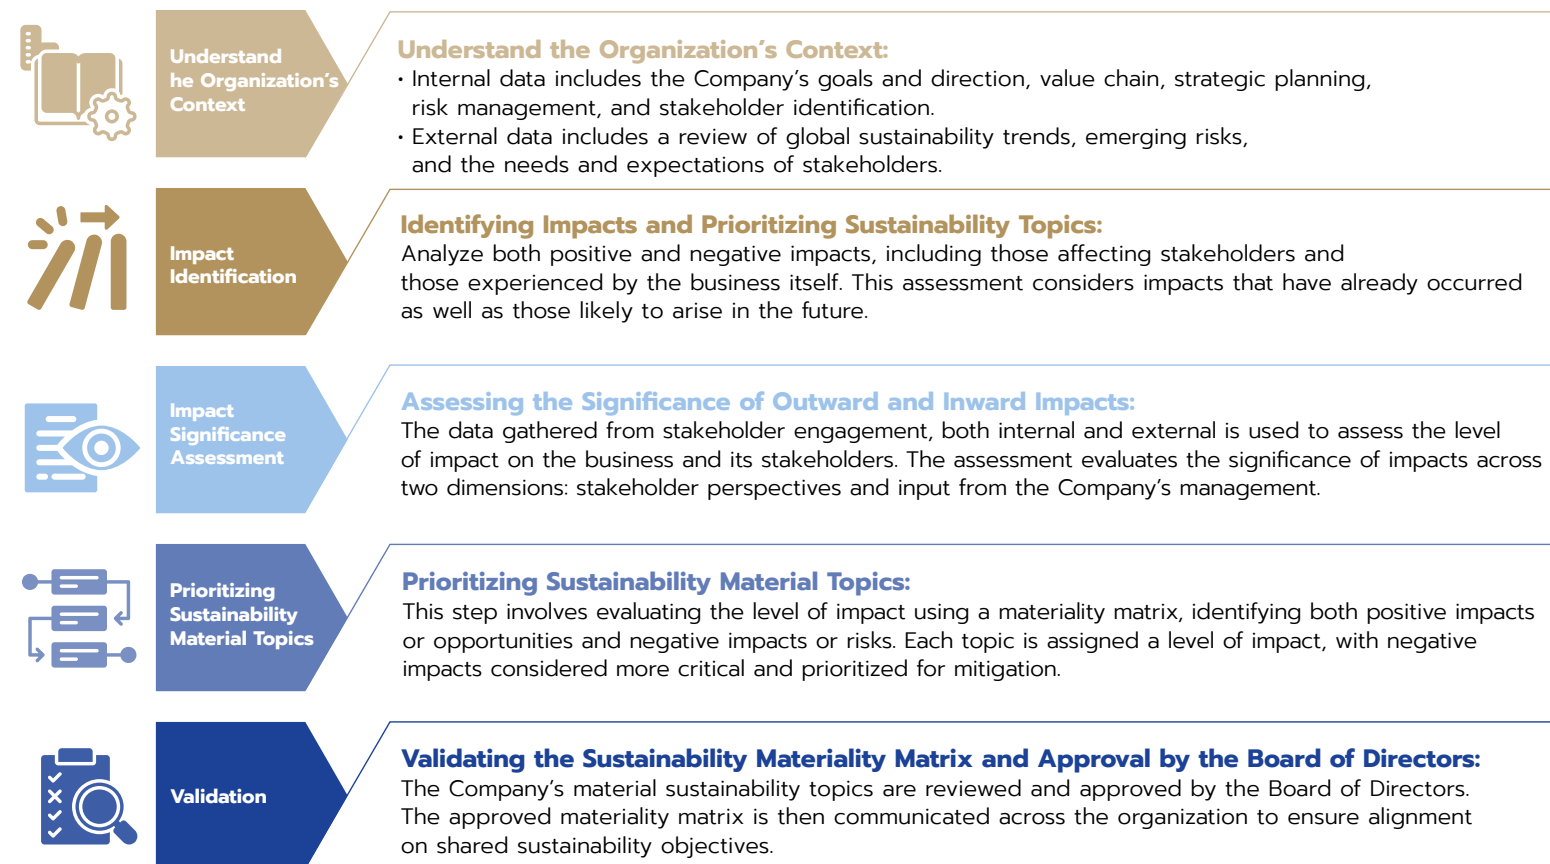 Understand
he Organization's
Context
Understand the Organization's Context:
• Internal data includes the Company's goals and direction, value chain, strategic planning,
risk management, and stakeholder identification.
• External data includes a review of global sustainability trends, emerging risks,
and the needs and expectations of stakeholders.
Impact
Identification
Identifying Impacts and Prioritizing Sustainability Topics:
Analyze both positive and negative impacts, including those affecting stakeholders and
those experienced by the business itself. This assessment considers impacts that have already occurred
as well as those likely to arise in the future.
Impact
Significance
Assessment
Assessing the Significance of Outward and Inward Impacts:
The data gathered from stakeholder engagement, both internal and external is used to assess the level
of impact on the business and its stakeholders. The assessment evaluates the significance of impacts across
two dimensions: stakeholder perspectives and input from the Company's management.
Prioritizing
Sustainability
Material Topics
Prioritizing Sustainability Material Topics:
This step involves evaluating the level of impact using a materiality matrix, identifying both positive impacts
or opportunities and negative impacts or risks. Each topic is assigned a level of impact, with negative
impacts considered more critical and prioritized for mitigation.
Validation
Validating the Sustainability Materiality Matrix and Approval by the Board of Directors:
The Company's material sustainability topics are reviewed and approved by the Board of Directors.
The approved materiality matrix is then communicated across the organization to ensure alignment
on shared sustainability objectives.